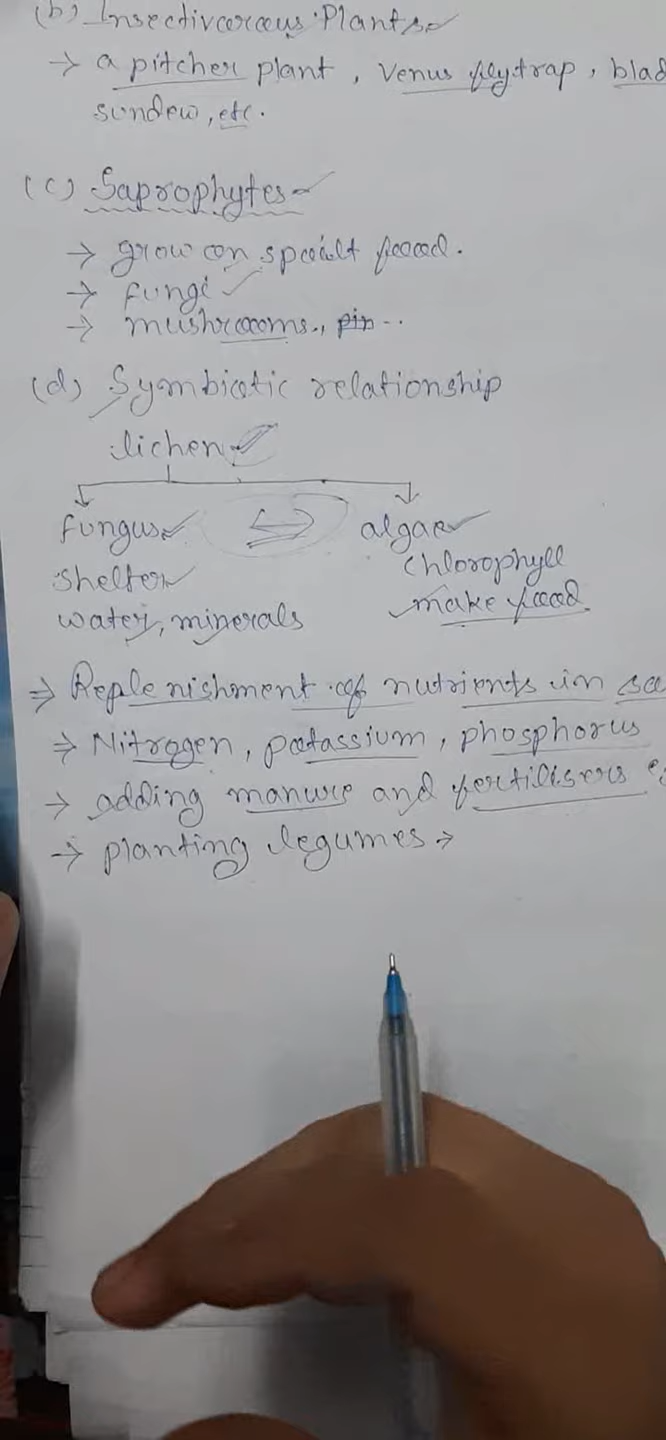 (b) Insectivorous Plants
→ a pitcher plant, Venus flytrap, blad
sundew, etc.
(c) Saprophytes
→ grow on spoilt food.
→ fungi
→ mushrooms.,
(d) Symbiotic relationship
lichen
fungus algae
shelter chlorophyll
water, minerals make food.
⇒ Replenishment of nutrients in so
⇒ Nitrogen, potassium, phosphorus
→ adding manure and fertilisers
→ planting legumes →